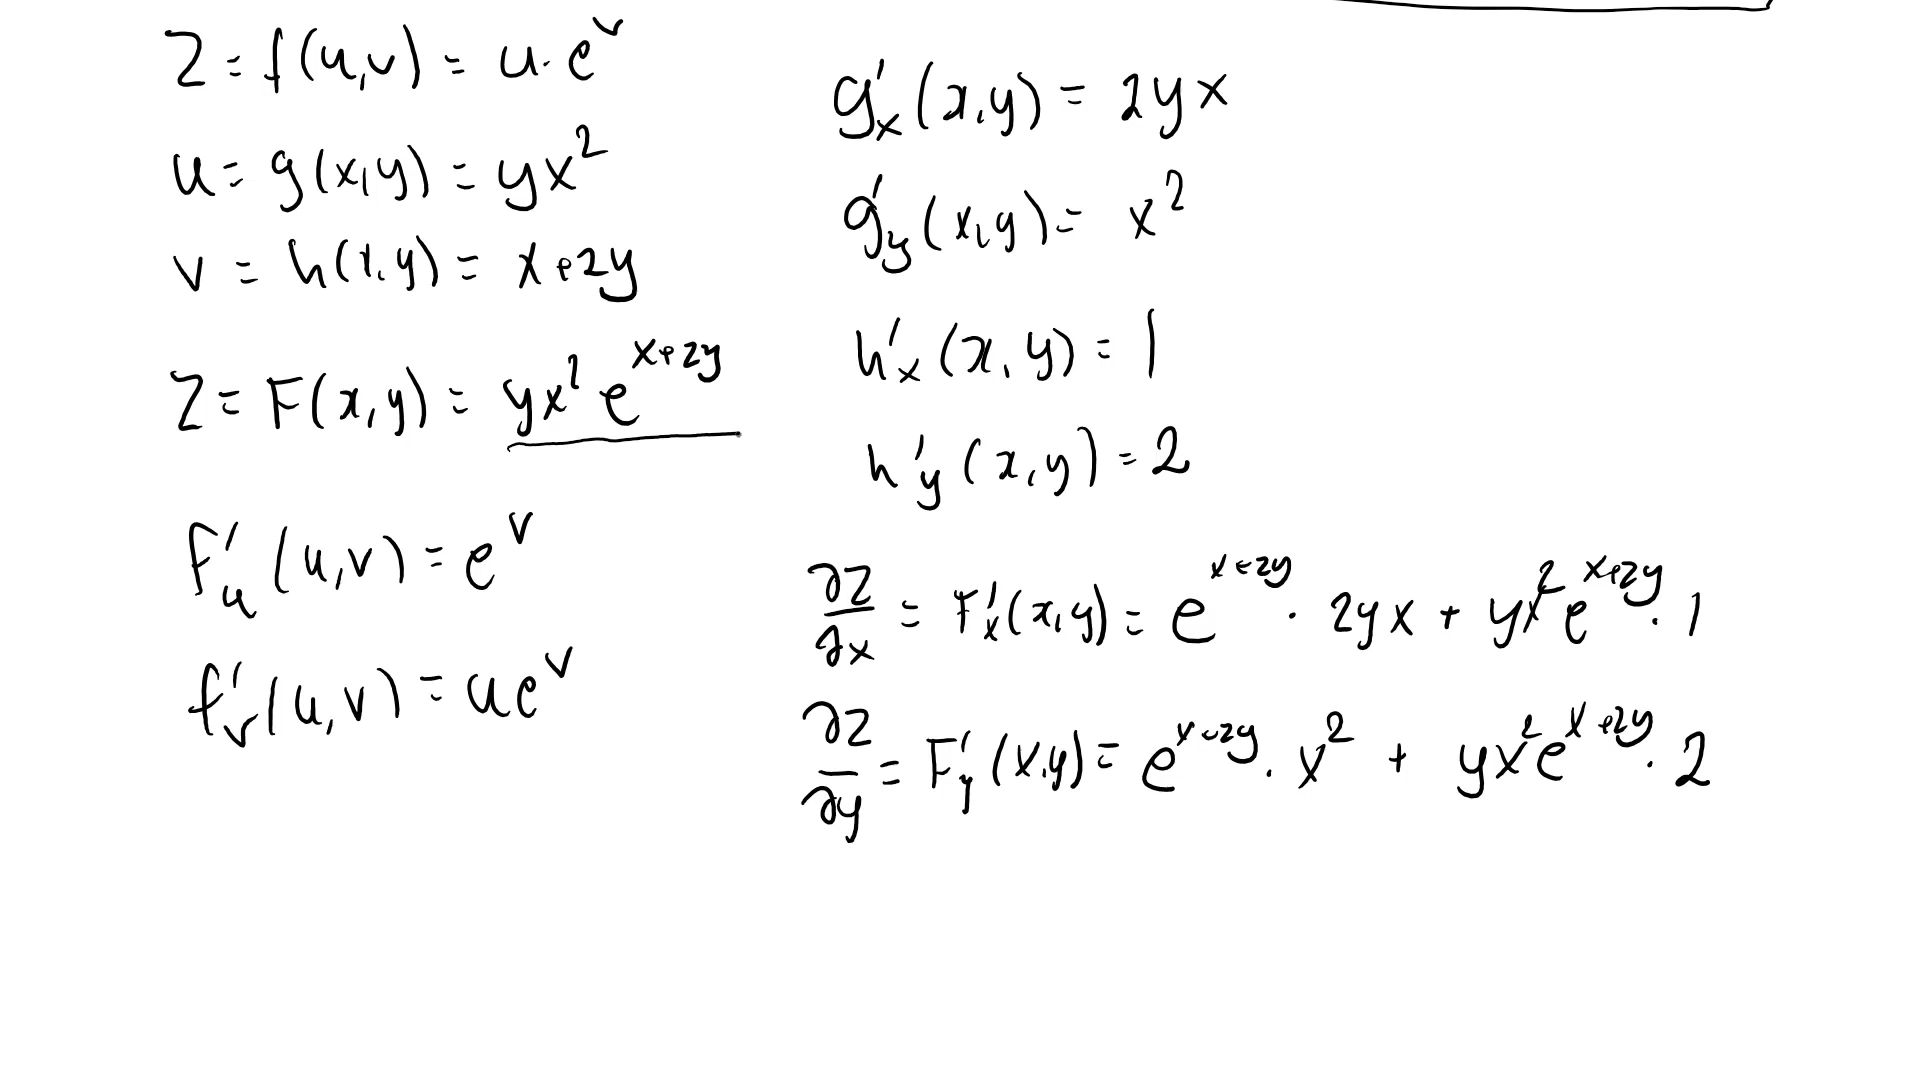 Z = f(u,v) = u · e^v
u = g(x,y) = yx^2
v = h(x,y) = x+2y
Z = F(x,y) = yx^2 e^{x+2y}
F'_u (u,v) = e^v
f'_v (u,v) = ue^v
g'_x (x,y) = 2yx
g'_y (x,y) = x^2
h'_x (x,y) = 1
h'_y (x,y) = 2
∂Z/∂x = F'_x (x,y) = e^{x+2y} · 2yx + yx^2 e^{x+2y} · 1
∂Z/∂y = F'_y (x,y) = e^{x+2y} · x^2 + yx^2 e^{x+2y} · 2